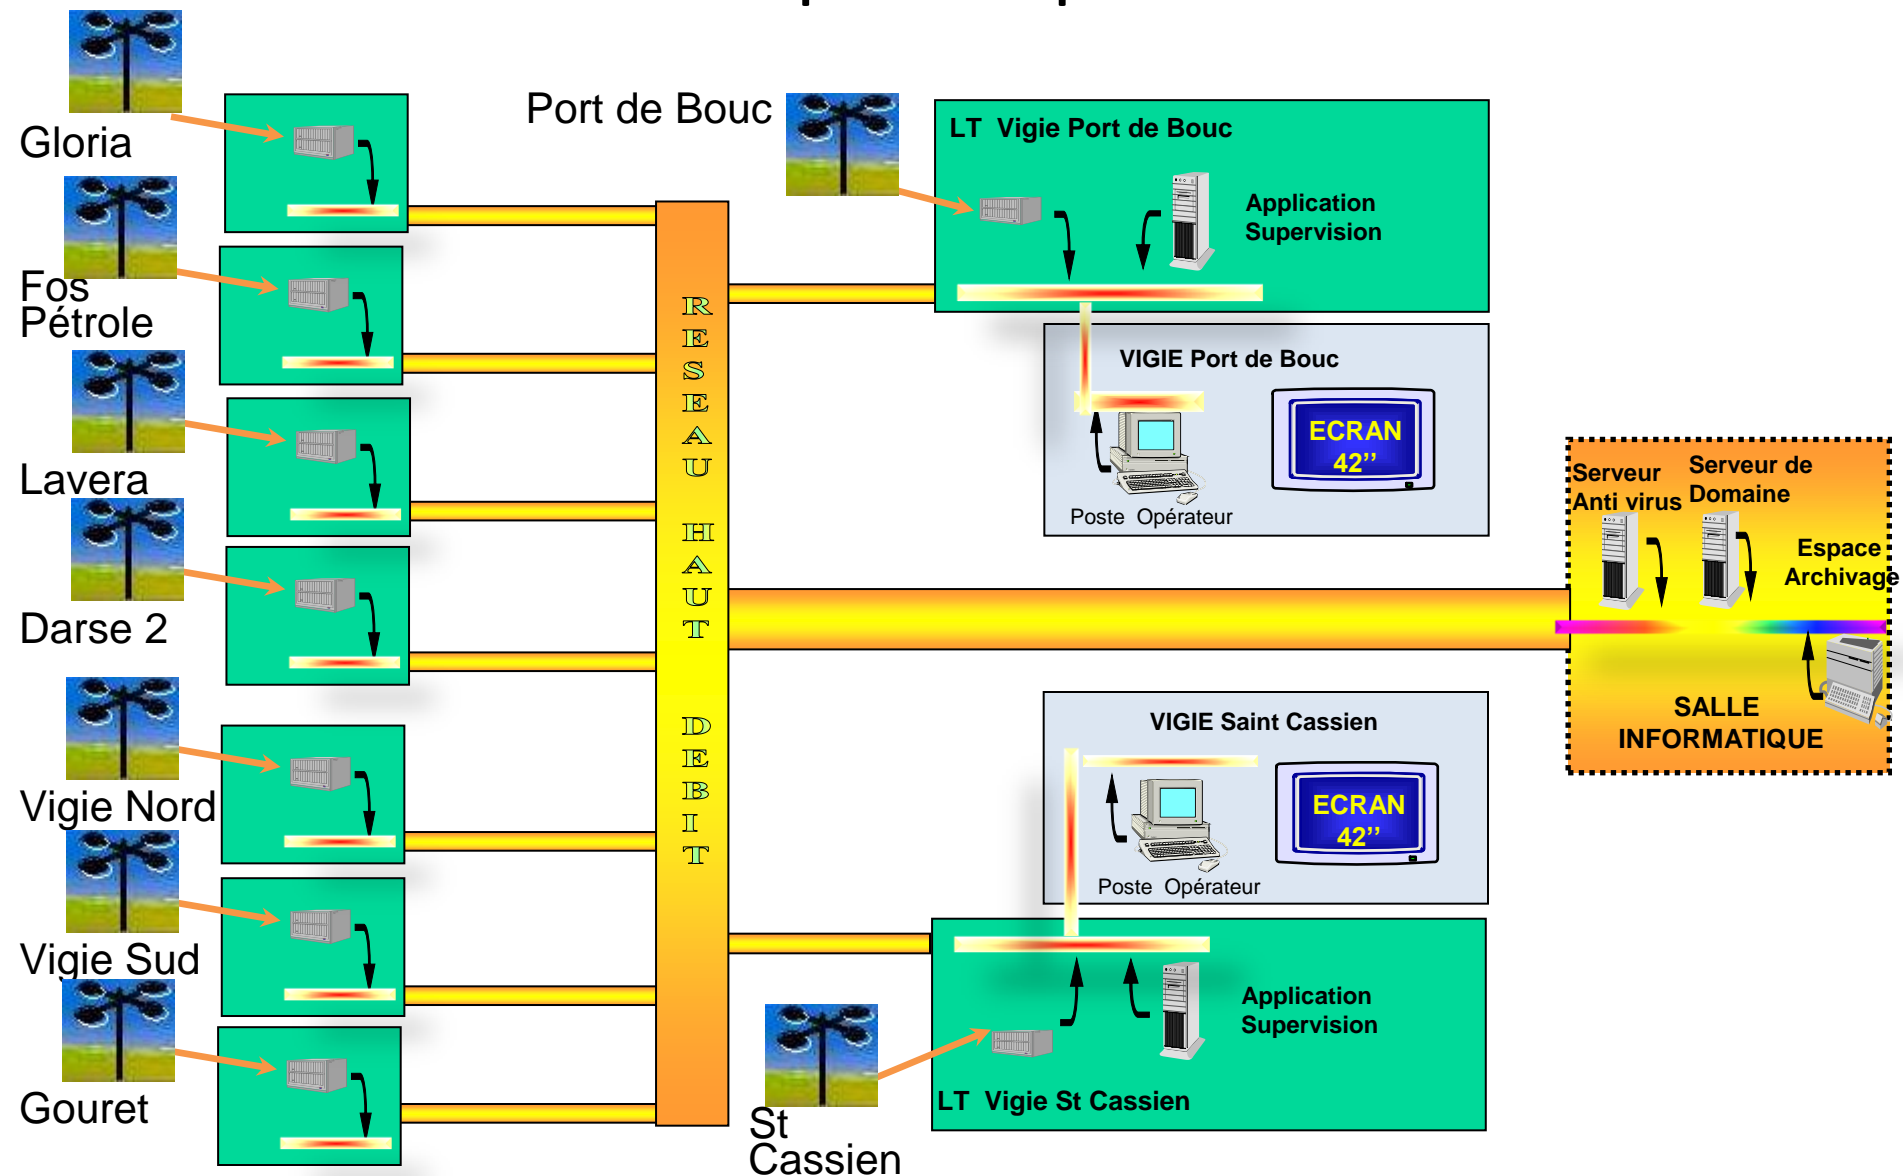 Gloria
Fos
Pétrole
Lavera
Darse 2
Vigie Nord
Vigie Sud
Gouret
RESEAU HAUT DEBIT
Port de Bouc
LT Vigie Port de Bouc
Application
Supervision
VIGIE Port de Bouc
ECRAN
42’’
Poste Opérateur
Serveur
Anti virus
Serveur de
Domaine
Espace
Archivage
SALLE
INFORMATIQUE
VIGIE Saint Cassien
ECRAN
42’’
Poste Opérateur
Application
Supervision
LT Vigie St Cassien
St
Cassien